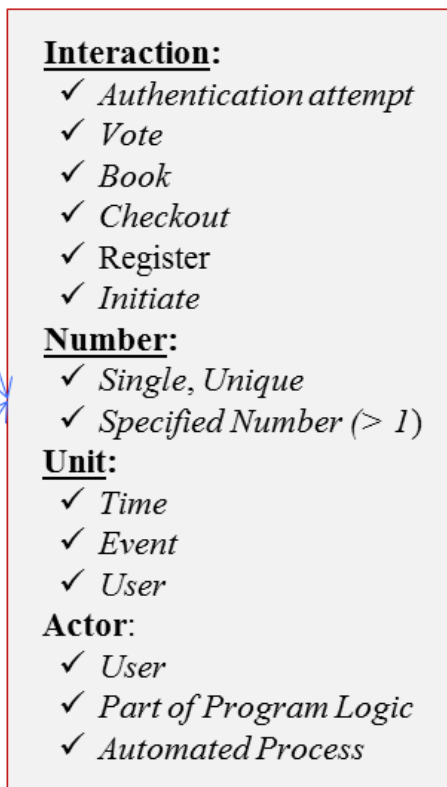 Interaction:
✓ Authentication attempt
✓ Vote
✓ Book
✓ Checkout
✓ Register
✓ Initiate
Number:
✓ Single, Unique
✓ Specified Number (> 1)
Unit:
✓ Time
✓ Event
✓ User
Actor:
✓ User
✓ Part of Program Logic
✓ Automated Process